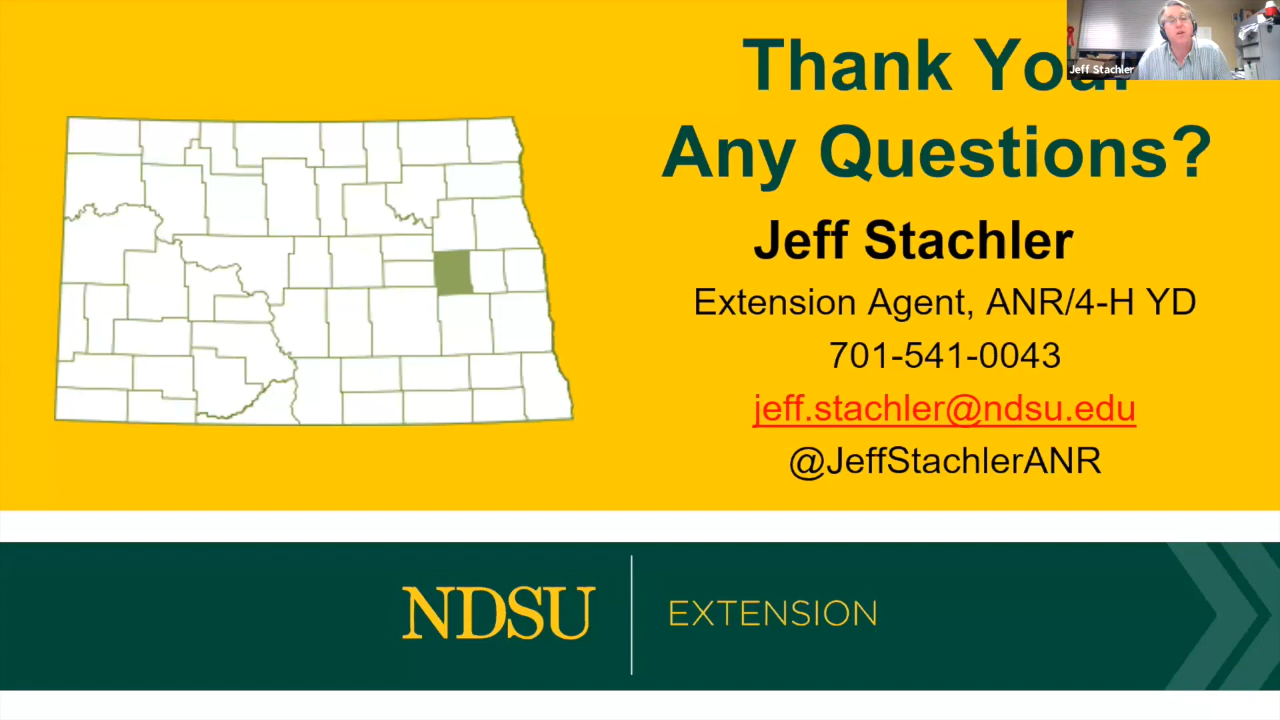 Thank You!
Any Questions?
Jeff Stachler
Jeff Stachler
Extension Agent, ANR/4-H YD
701-541-0043
jeff.stachler@ndsu.edu
@JeffStachlerANR
NDSU
EXTENSION